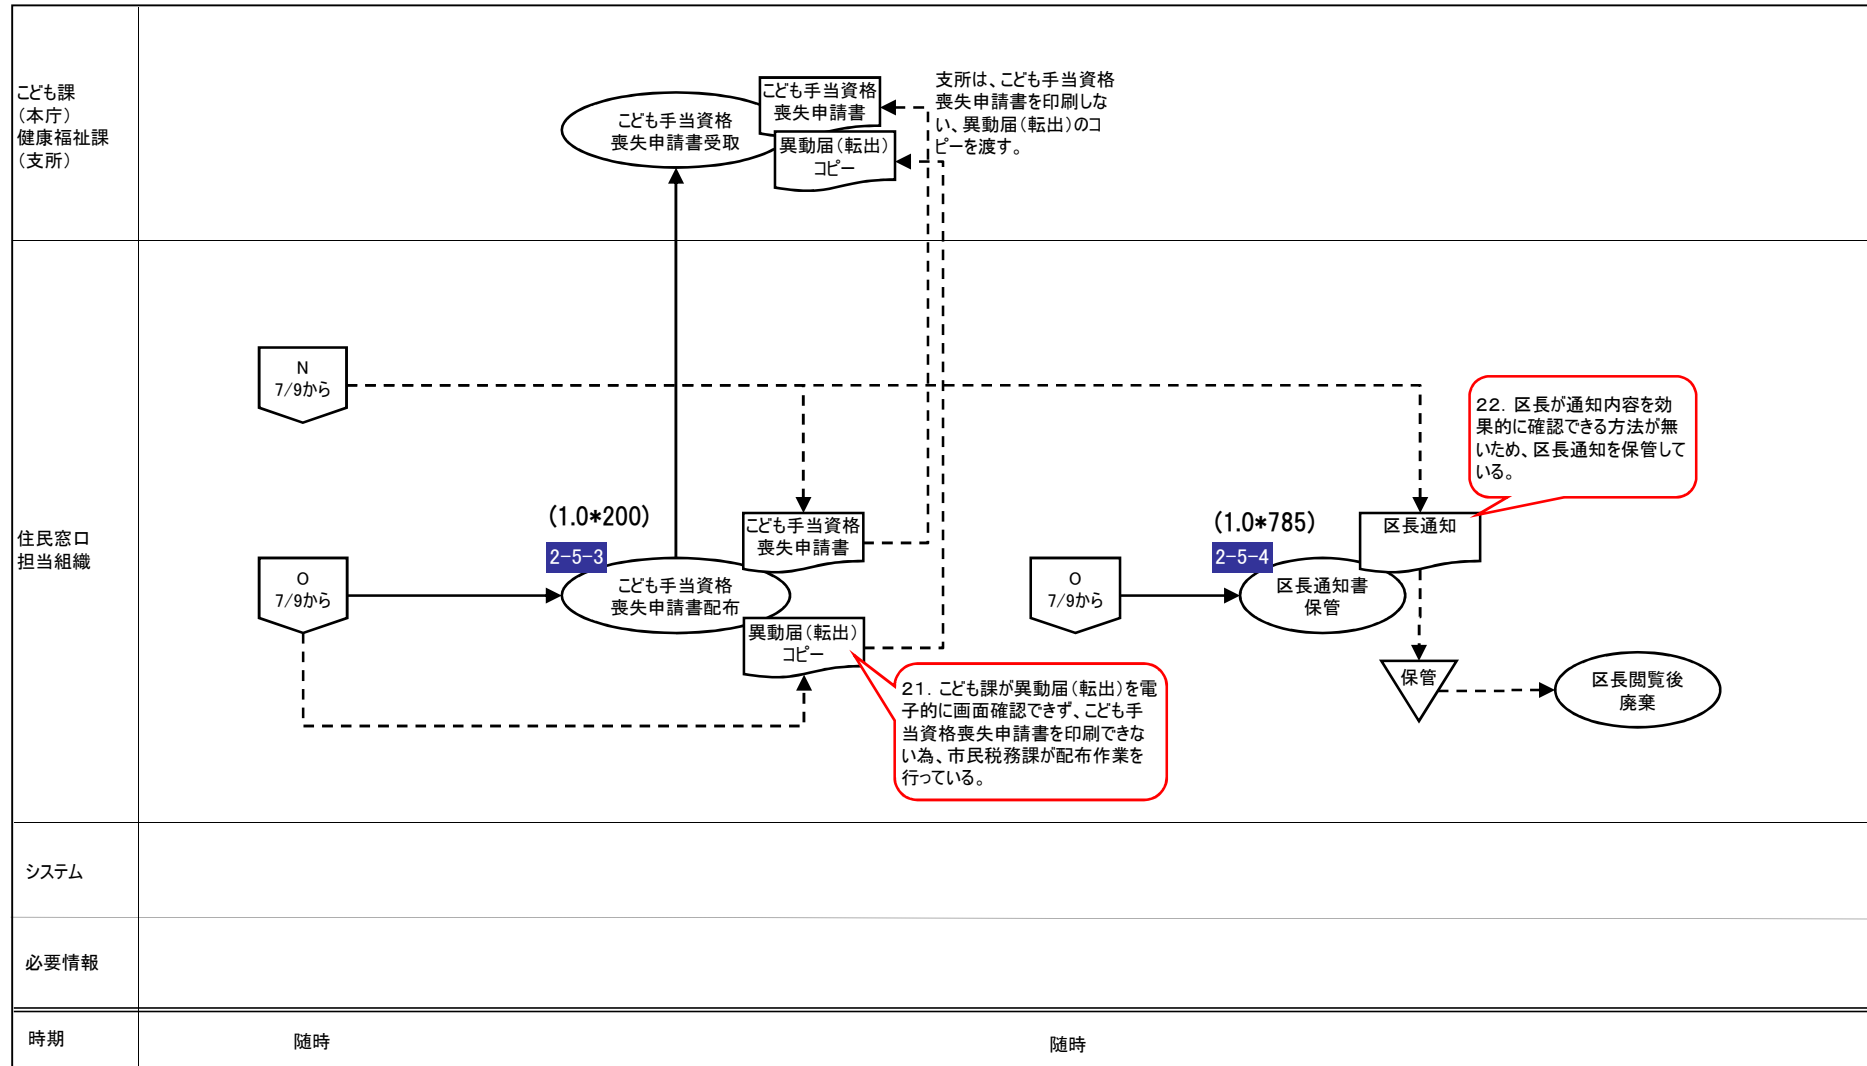 こども課
（本庁）
健康福祉課
（支所）
こども手当資格
喪失申請書受取
こども手当資格
喪失申請書
異動届（転出）
コピー
支所は、こども手当資格
喪失申請書を印刷しな
い、異動届（転出）のコ
ピーを渡す。
住民窓口
担当組織
N
7/9から
O
7/9から
(1.0*200)
2-5-3
こども手当資格
喪失申請書配布
こども手当資格
喪失申請書
異動届（転出）
コピー
21．こども課が異動届（転出）を電
子的に画面確認できず、こども手
当資格喪失申請書を印刷できな
い為、市民税務課が配布作業を
行っている。
O
7/9から
(1.0*785)
2-5-4
区長通知書
保管
区長通知
22．区長が通知内容を効
果的に確認できる方法が無
いため、区長通知を保管して
いる。
保管
区長閲覧後
廃棄
システム
必要情報
時期
随時
随時